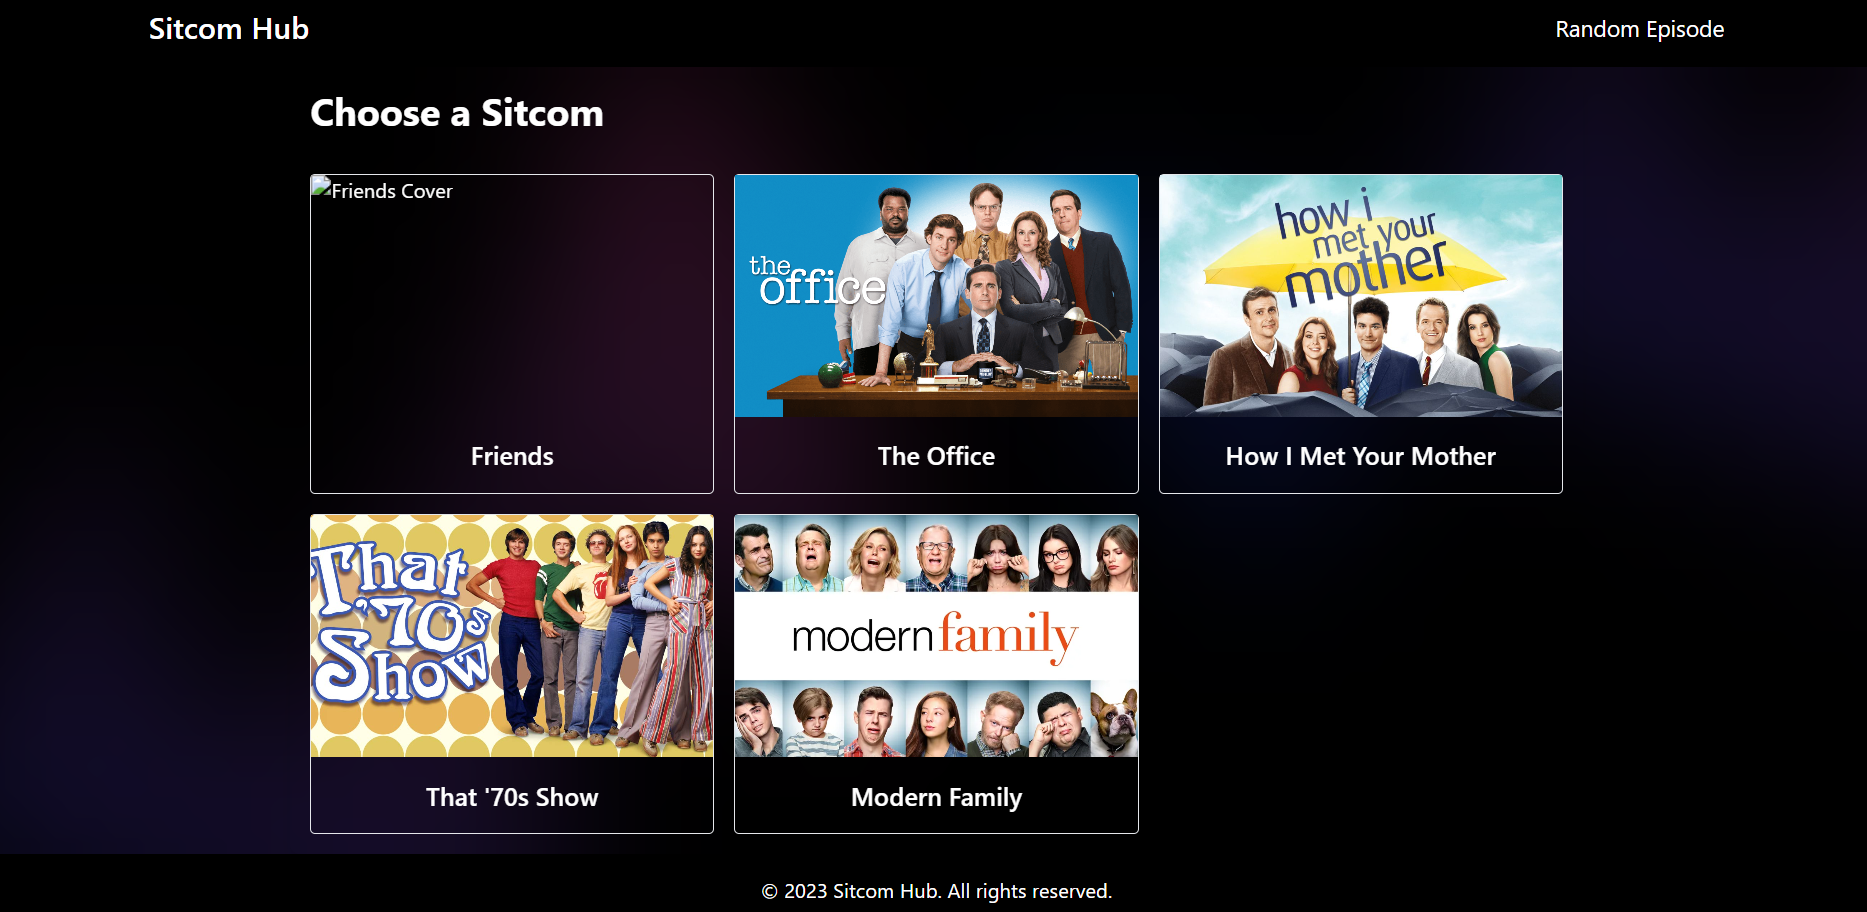 Sitcom Hub
Random Episode
Choose a Sitcom
Friends Cover
the
office
how i
met your
mother
Friends
The Office
How I Met Your Mother
That
'70s
Show
modern family
That '70s Show
Modern Family
© 2023 Sitcom Hub. All rights reserved.